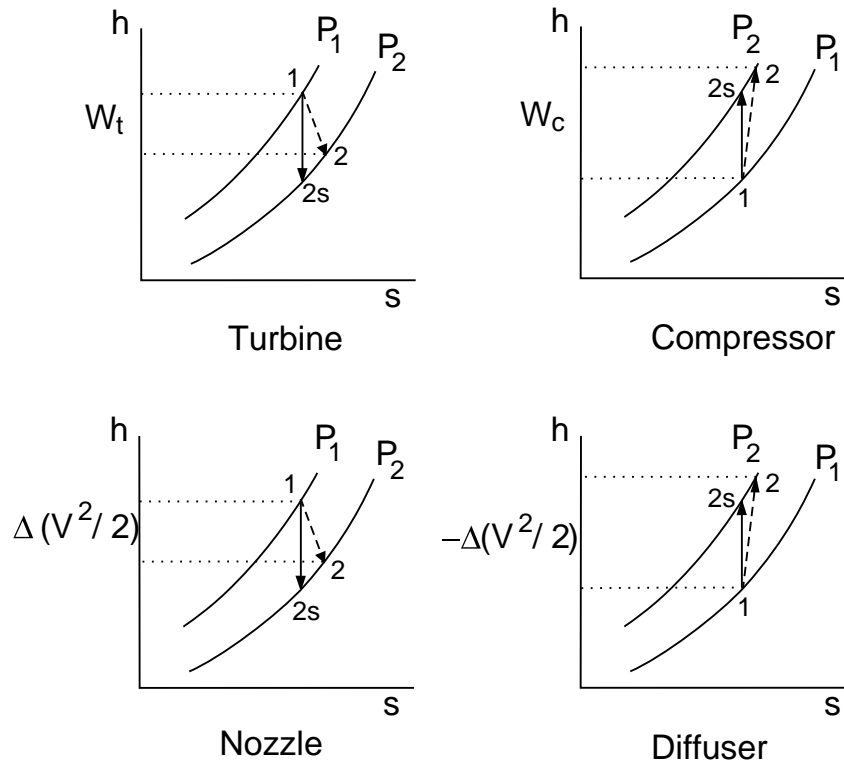 h
P1
P2
1
Wt
2
2s
s
Turbine
h
P2
P1
2
2s
Wc
1
s
Compressor
h
P1
P2
1
Δ(V²/2)
2
2s
s
Nozzle
h
P2
P1
2
2s
−Δ(V²/2)
1
s
Diffuser